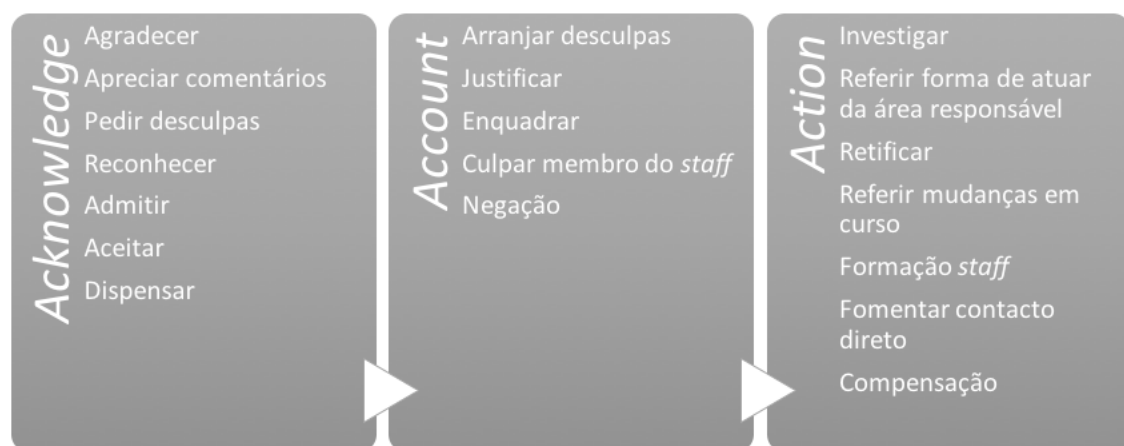 Acknowledge
Agradecer
Apreciar comentários
Pedir desculpas
Reconhecer
Admitir
Aceitar
Dispensar
Account
Arranjar desculpas
Justificar
Enquadrar
Culpar membro do staff
Negação
Action
Investigar
Referir forma de atuar
da área responsável
Retificar
Referir mudanças em
curso
Formação staff
Fomentar contacto
direto
Compensação